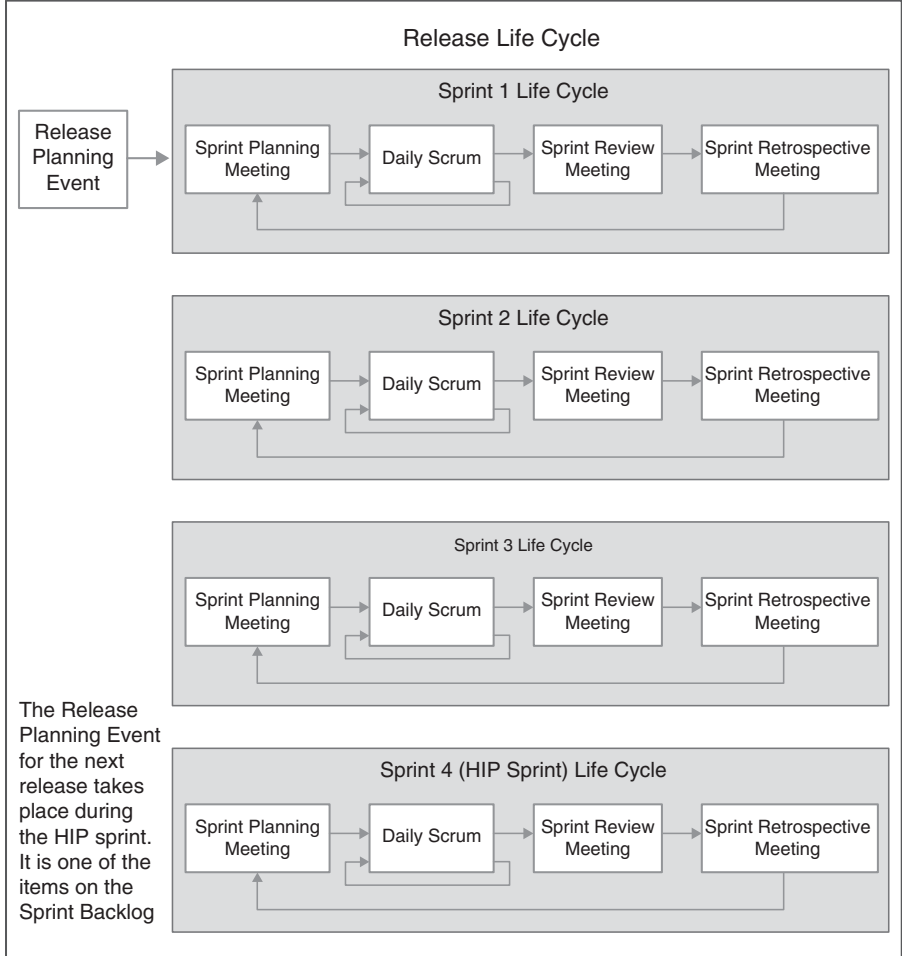 Release Life Cycle
Sprint 1 Life Cycle
Release
Planning
Event
Sprint Planning
Meeting
Daily Scrum
Sprint Review
Meeting
Sprint Retrospective
Meeting
Sprint 2 Life Cycle
Sprint Planning
Meeting
Daily Scrum
Sprint Review
Meeting
Sprint Retrospective
Meeting
Sprint 3 Life Cycle
Sprint Planning
Meeting
Daily Scrum
Sprint Review
Meeting
Sprint Retrospective
Meeting
The Release
Planning Event
for the next
release takes
place during
the HIP sprint.
It is one of the
items on the
Sprint Backlog
Sprint 4 (HIP Sprint) Life Cycle
Sprint Planning
Meeting
Daily Scrum
Sprint Review
Meeting
Sprint Retrospective
Meeting